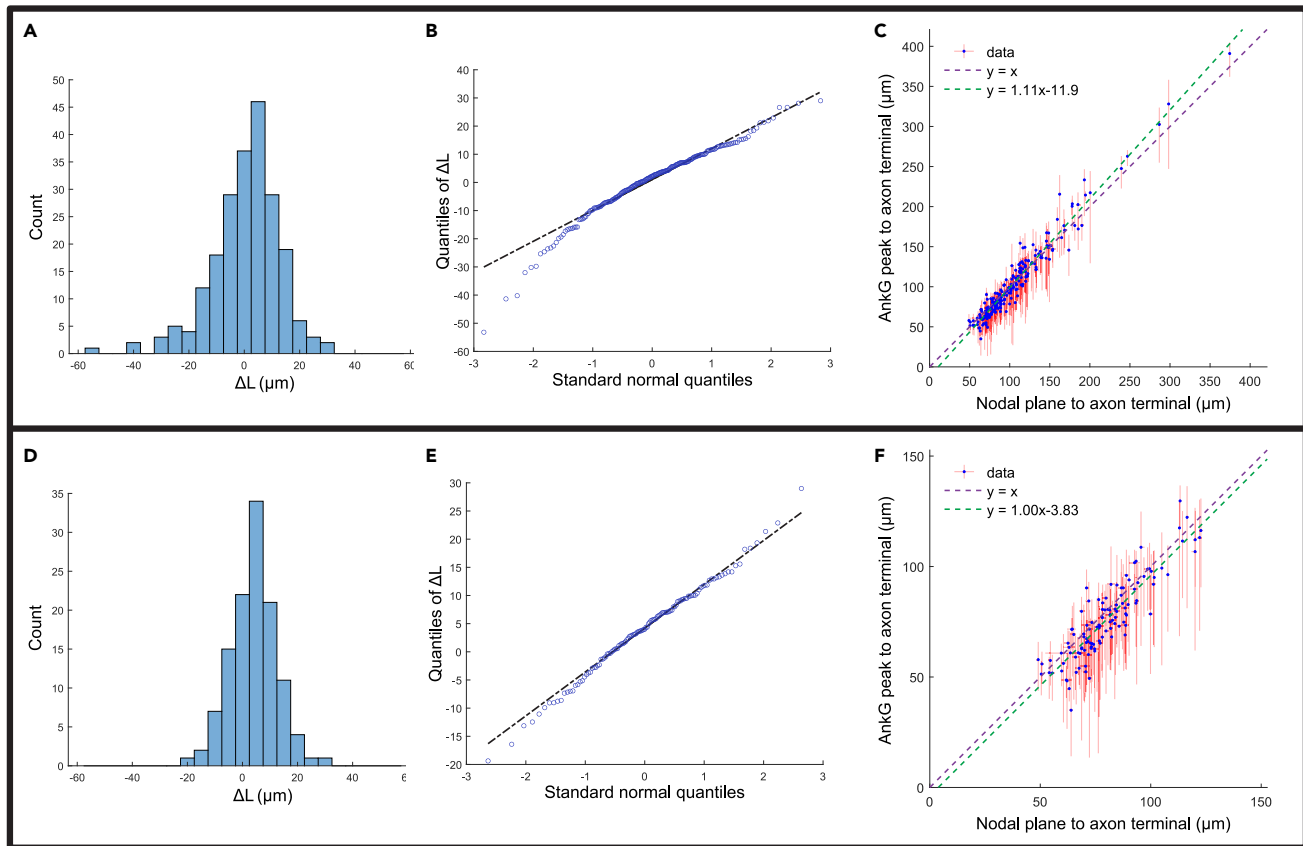 A
50
45
40
35
30
25
20
15
10
5
0
Count
-60 -40 -20 0 20 40 60
ΔL (µm)
B
40
30
20
10
0
-10
-20
-30
-40
-50
-60
Quantiles of ΔL
-3 -2 -1 0 1 2 3
Standard normal quantiles
C
data
y = x
y = 1.11x-11.9
400
350
300
250
200
150
100
50
0
AnkG peak to axon terminal (µm)
0 50 100 150 200 250 300 350 400
Nodal plane to axon terminal (µm)
D
35
30
25
20
15
10
5
0
Count
-60 -40 -20 0 20 40
ΔL (µm)
E
30
25
20
15
10
5
0
-5
-10
-15
-20
Quantiles of ΔL
-3 -2 -1 0 1 2 3
Standard normal quantiles
F
data
y = x
y = 1.00x-3.83
150
100
50
0
AnkG peak to axon terminal (µm)
0 50 100 150
Nodal plane to axon terminal (µm)